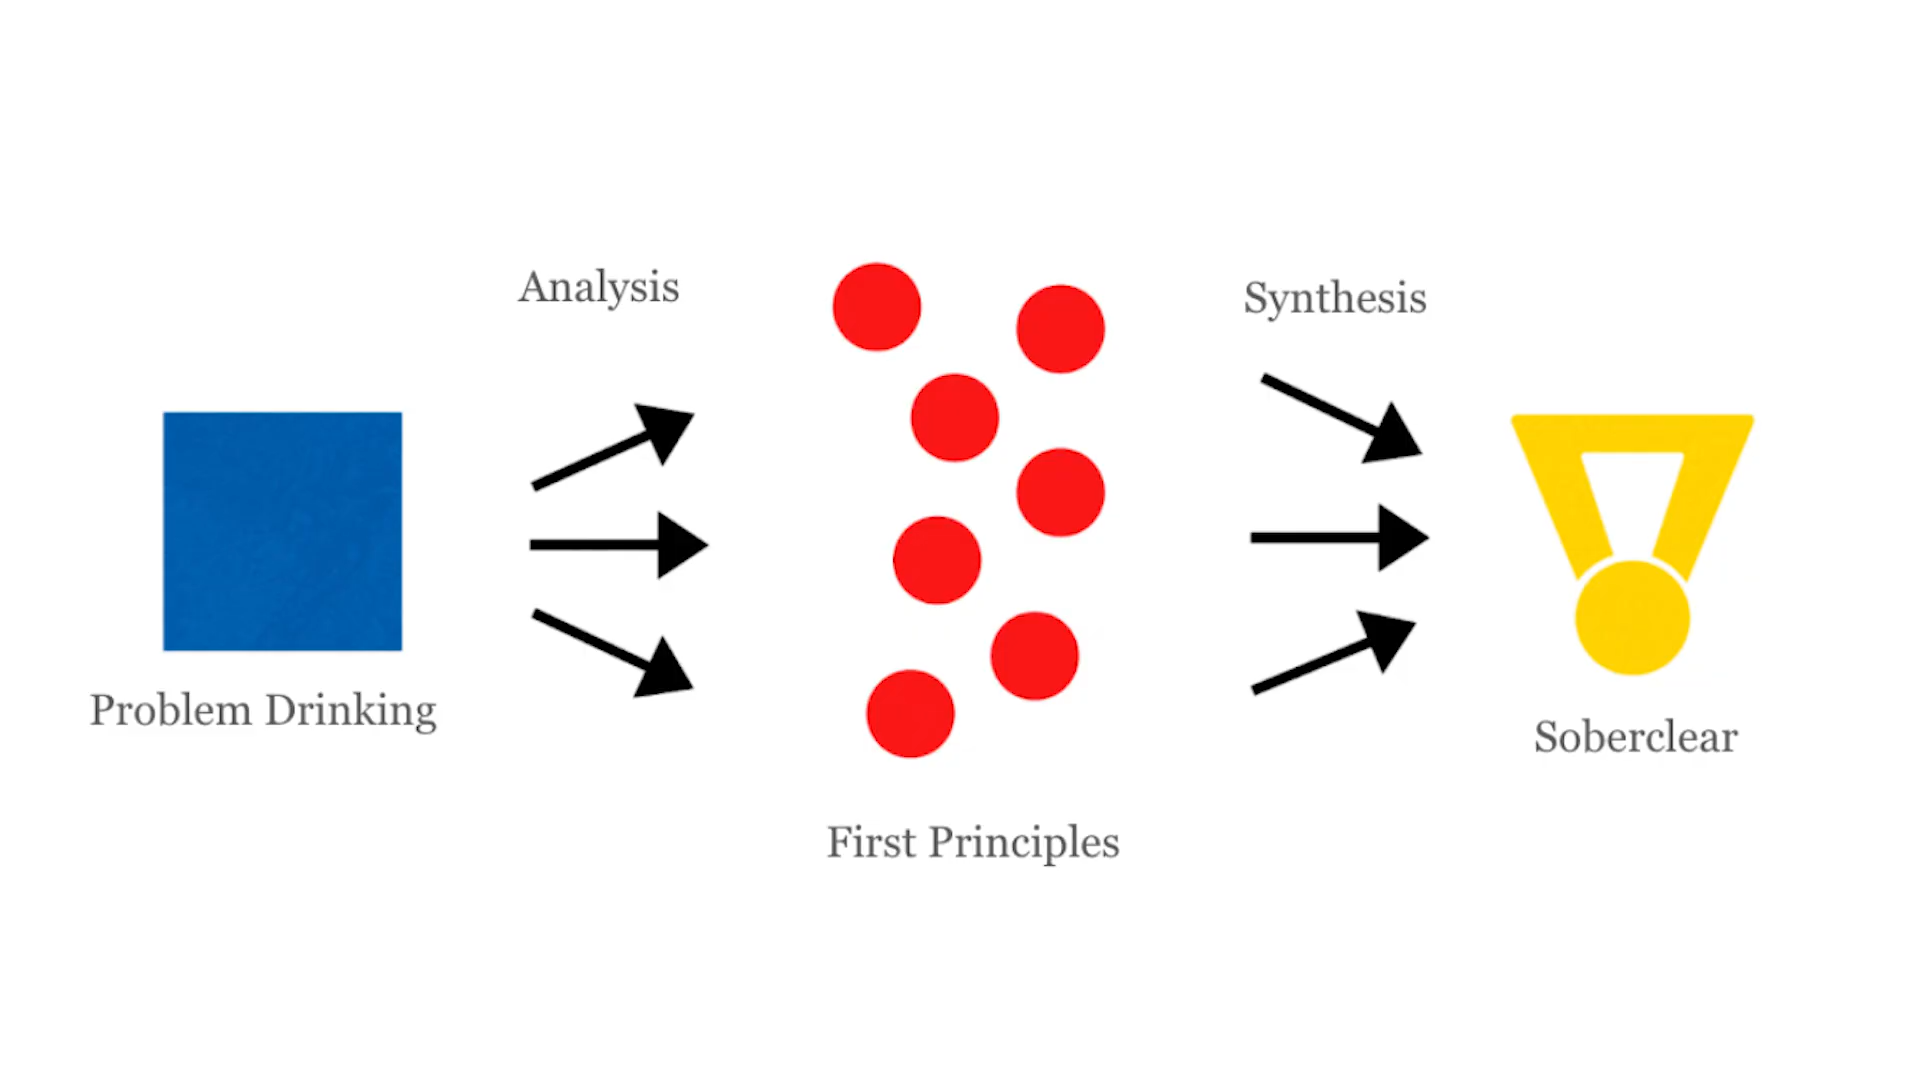 Analysis
Synthesis
Problem Drinking
Soberclear
First Principles